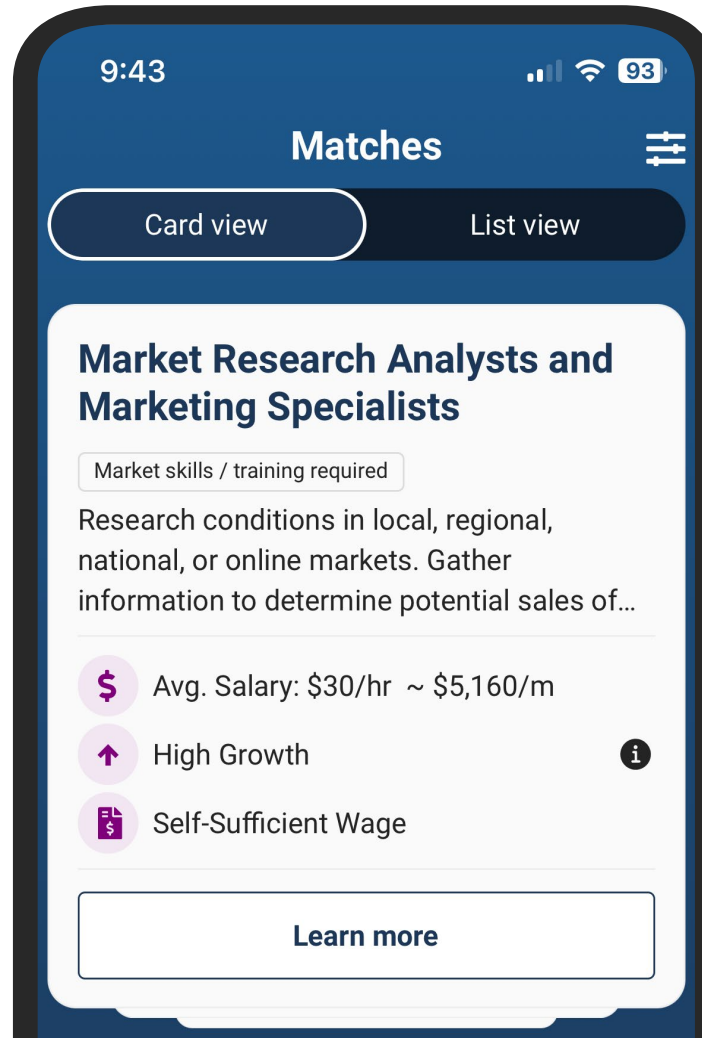 9:43
93
Matches
Card view
List view
Market Research Analysts and
Marketing Specialists
Market skills / training required
Research conditions in local, regional,
national, or online markets. Gather
information to determine potential sales of…
$ Avg. Salary: $30/hr ~ $5,160/m
High Growth
i
$ Self-Sufficient Wage
Learn more